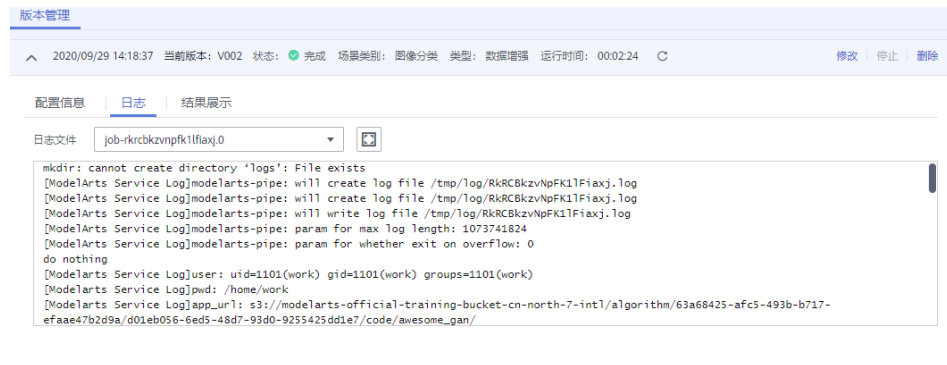 版本管理
2020/09/29 14:18:37 当前版本: V002 状态: 完成 场景类别: 图像分类 类型: 数据增强 运行时间: 00:02:24 修改 停止 删除
配置信息 日志 结果展示
日志文件 job-rkrcbkzvnpfk1lfiaxj.0
mkdir: cannot create directory ‘logs’: File exists
[ModelArts Service Log]modelarts-pipe: will create log file /tmp/log/RkRCBkzvNpFK1lFiaxj.log
[ModelArts Service Log]modelarts-pipe: will create log file /tmp/log/RkRCBkzvNpFK1lFiaxj.log
[ModelArts Service Log]modelarts-pipe: will write log file /tmp/log/RkRCBkzvNpFK1lFiaxj.log
[ModelArts Service Log]modelarts-pipe: param for max log length: 1073741824
[ModelArts Service Log]modelarts-pipe: param for whether exit on overflow: 0
do nothing
[Modelarts Service Log]user: uid=1101(work) gid=1101(work) groups=1101(work)
[Modelarts Service Log]pwd: /home/work
[Modelarts Service Log]app_url: s3://modelarts-official-training-bucket-cn-north-7-intl/algorithm/63a68425-afc5-493b-b717-
efaae47b2d9a/d01eb056-6ed5-48d7-93d0-9255425dd1e7/code/awesome_gan/